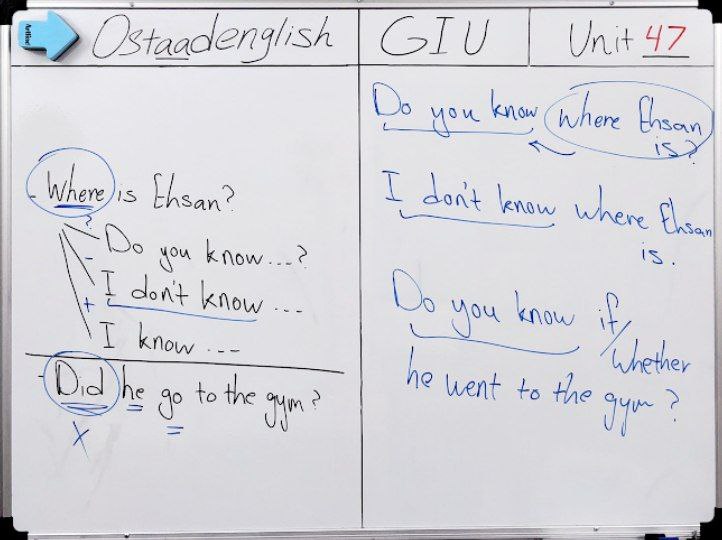 Ostaadenglish
GIU
Unit 47
- Where is Ehsan?
?
Do you know...?
-
I don't know ...
+
I know ...
- Did he go to the gym?
X
Do you know where Ehsan
is?
I don't know where Ehsan
is.
Do you know if/
whether
he went to the gym?